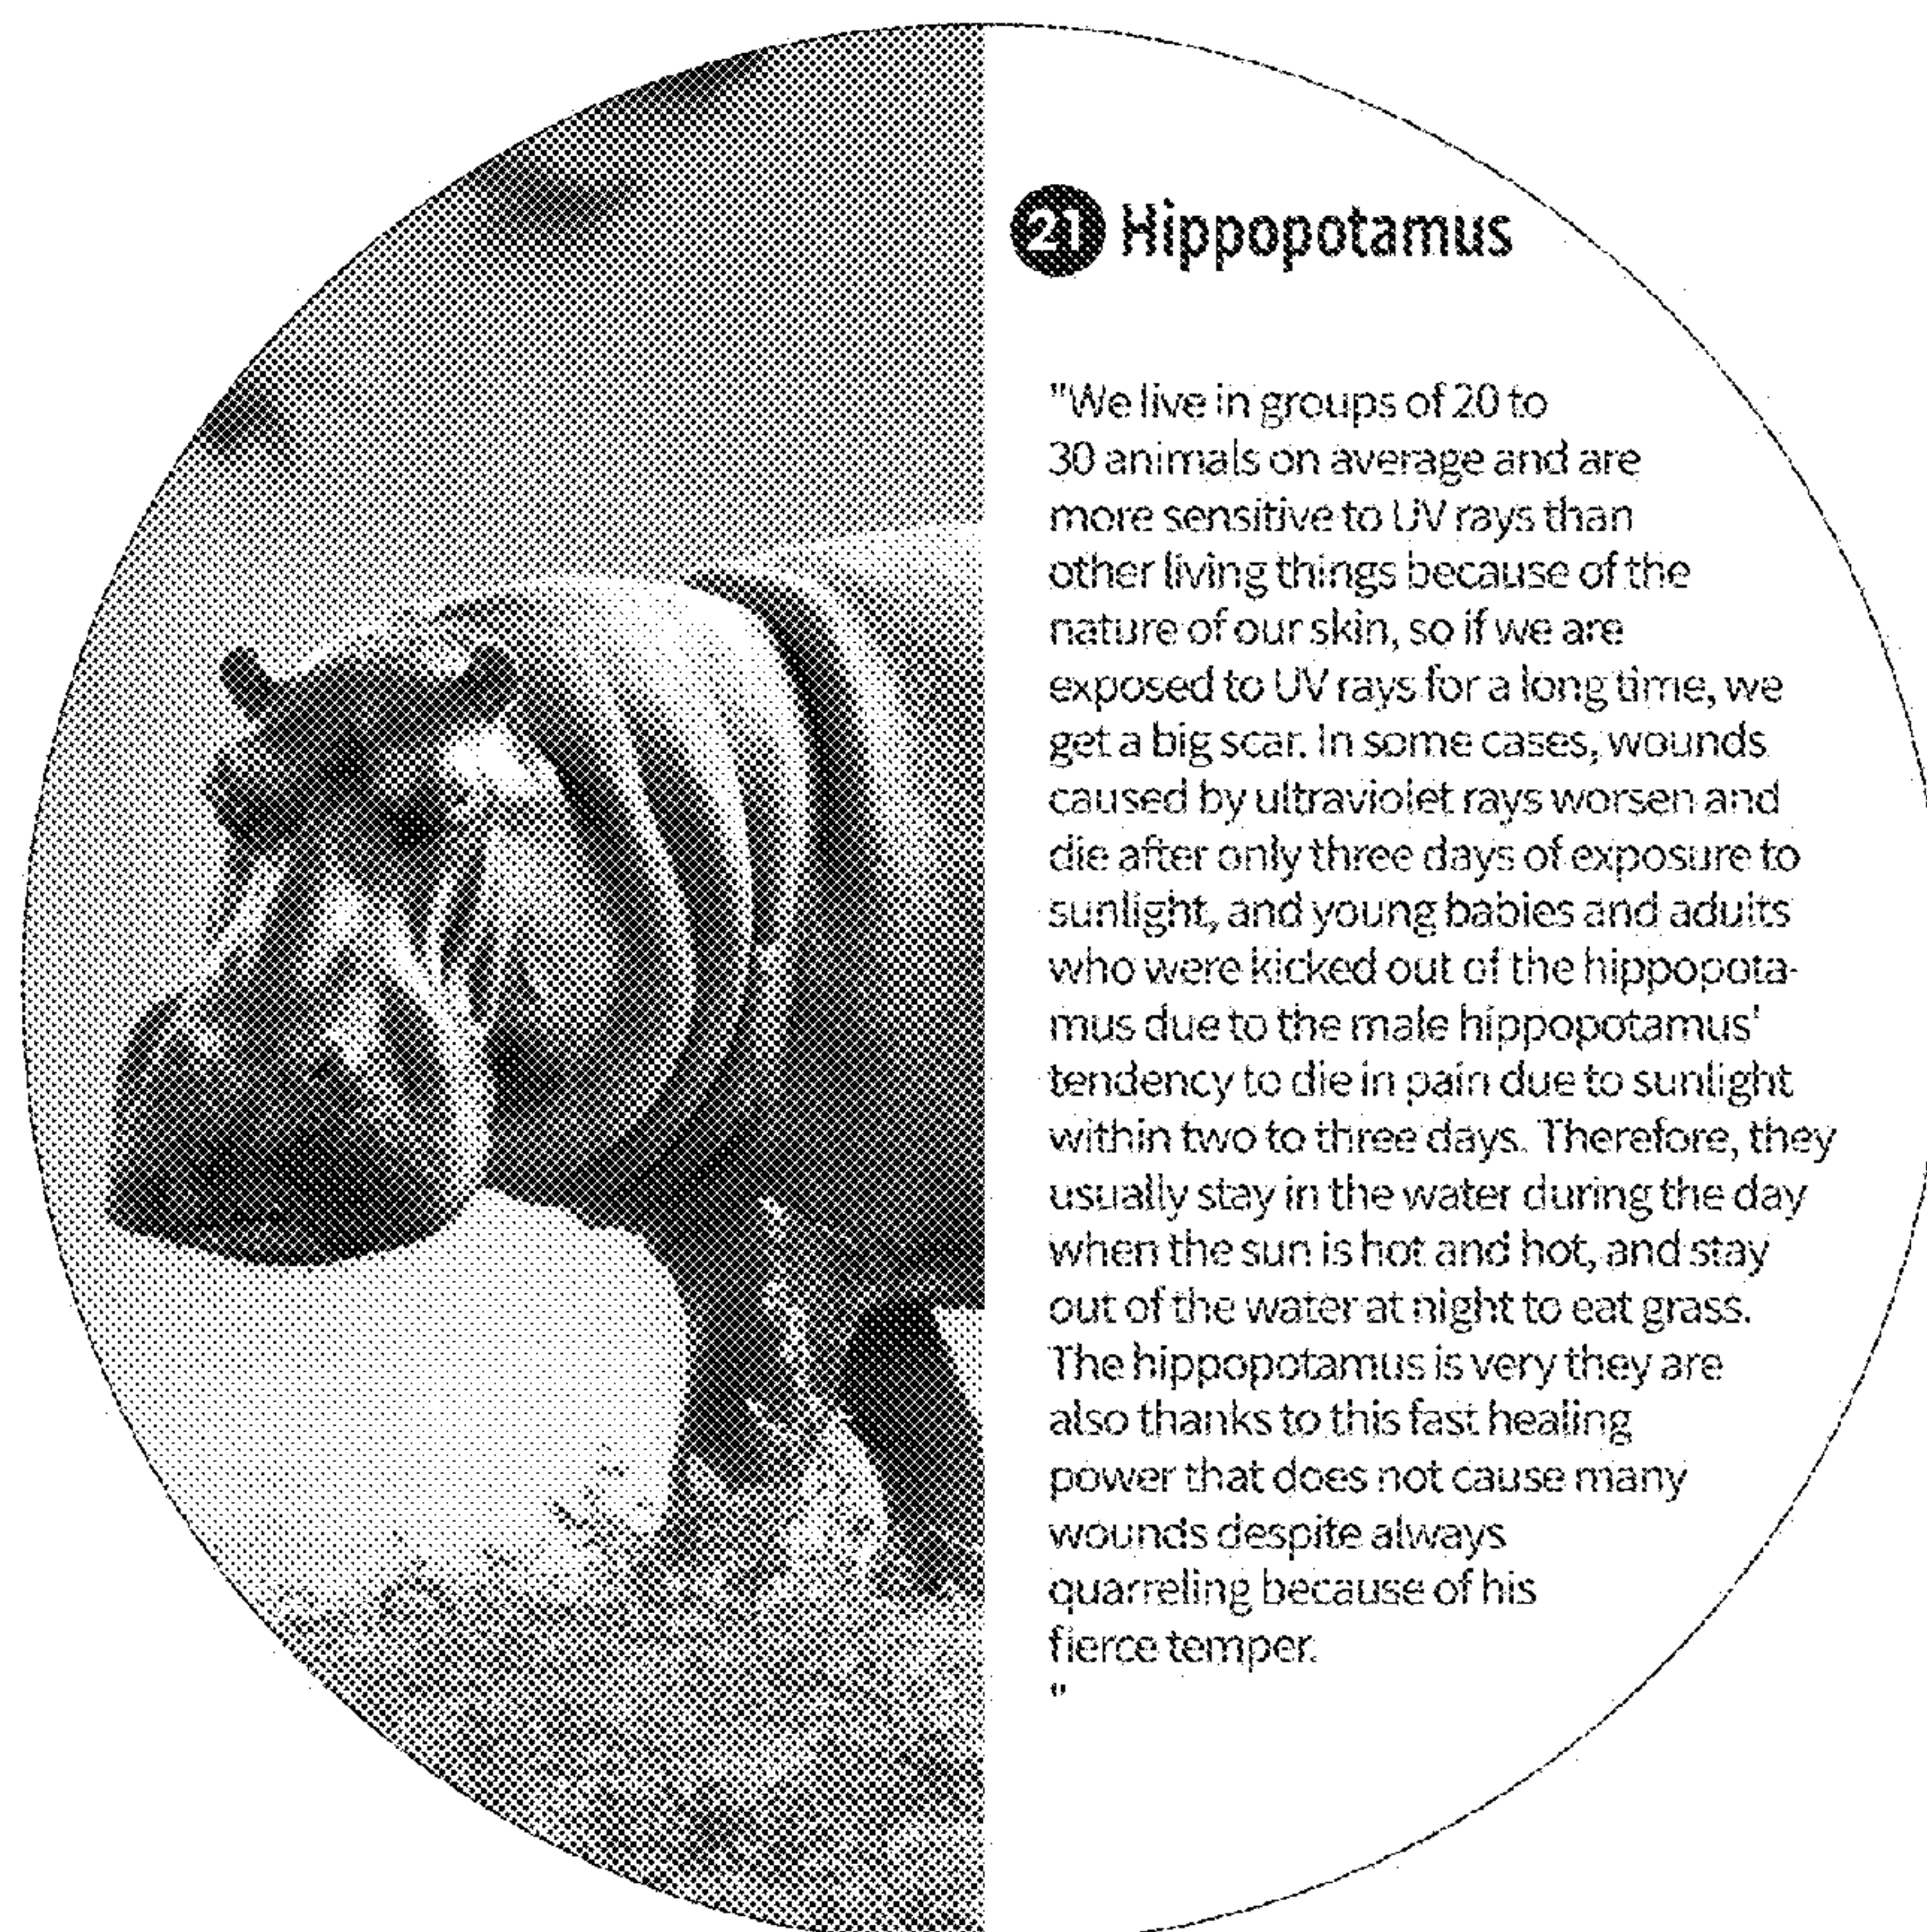 21 Hippopotamus
"We live in groups of 20 to
30 animals on average and are
more sensitive to UV rays than
other living things because of the
nature of our skin, so if we are
exposed to UV rays for a long time, we
get a big scar. In some cases, wounds
caused by ultraviolet rays worsen and
die after only three days of exposure to
sunlight, and young babies and adults
who were kicked out of the hippopota-
mus due to the male hippopotamus'
tendency to die in pain due to sunlight
within two to three days. Therefore, they
usually stay in the water during the day
when the sun is hot and hot, and stay
out of the water at night to eat grass.
The hippopotamus is very they are
also thanks to this fast healing
power that does not cause many
wounds despite always
quarreling because of his
fierce temper.
"